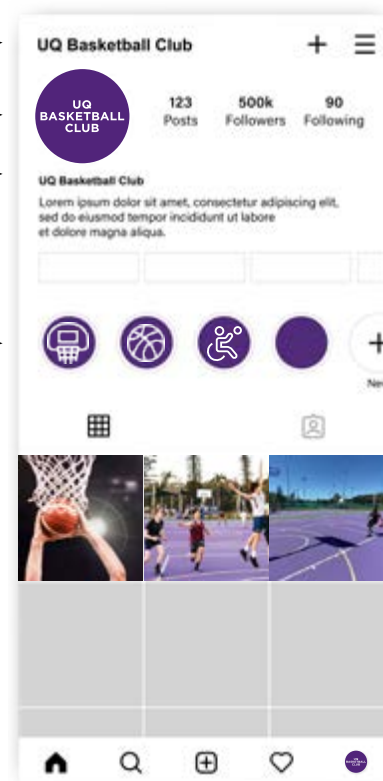 UQ Basketball Club
UQ
BASKETBALL
CLUB
123
Posts
500k
Followers
90
Following
UQ Basketball Club
Lorem ipsum dolor sit amet, consectetur adipiscing elit,
sed do eiusmod tempor incididunt ut labore
et dolore magna aliqua.